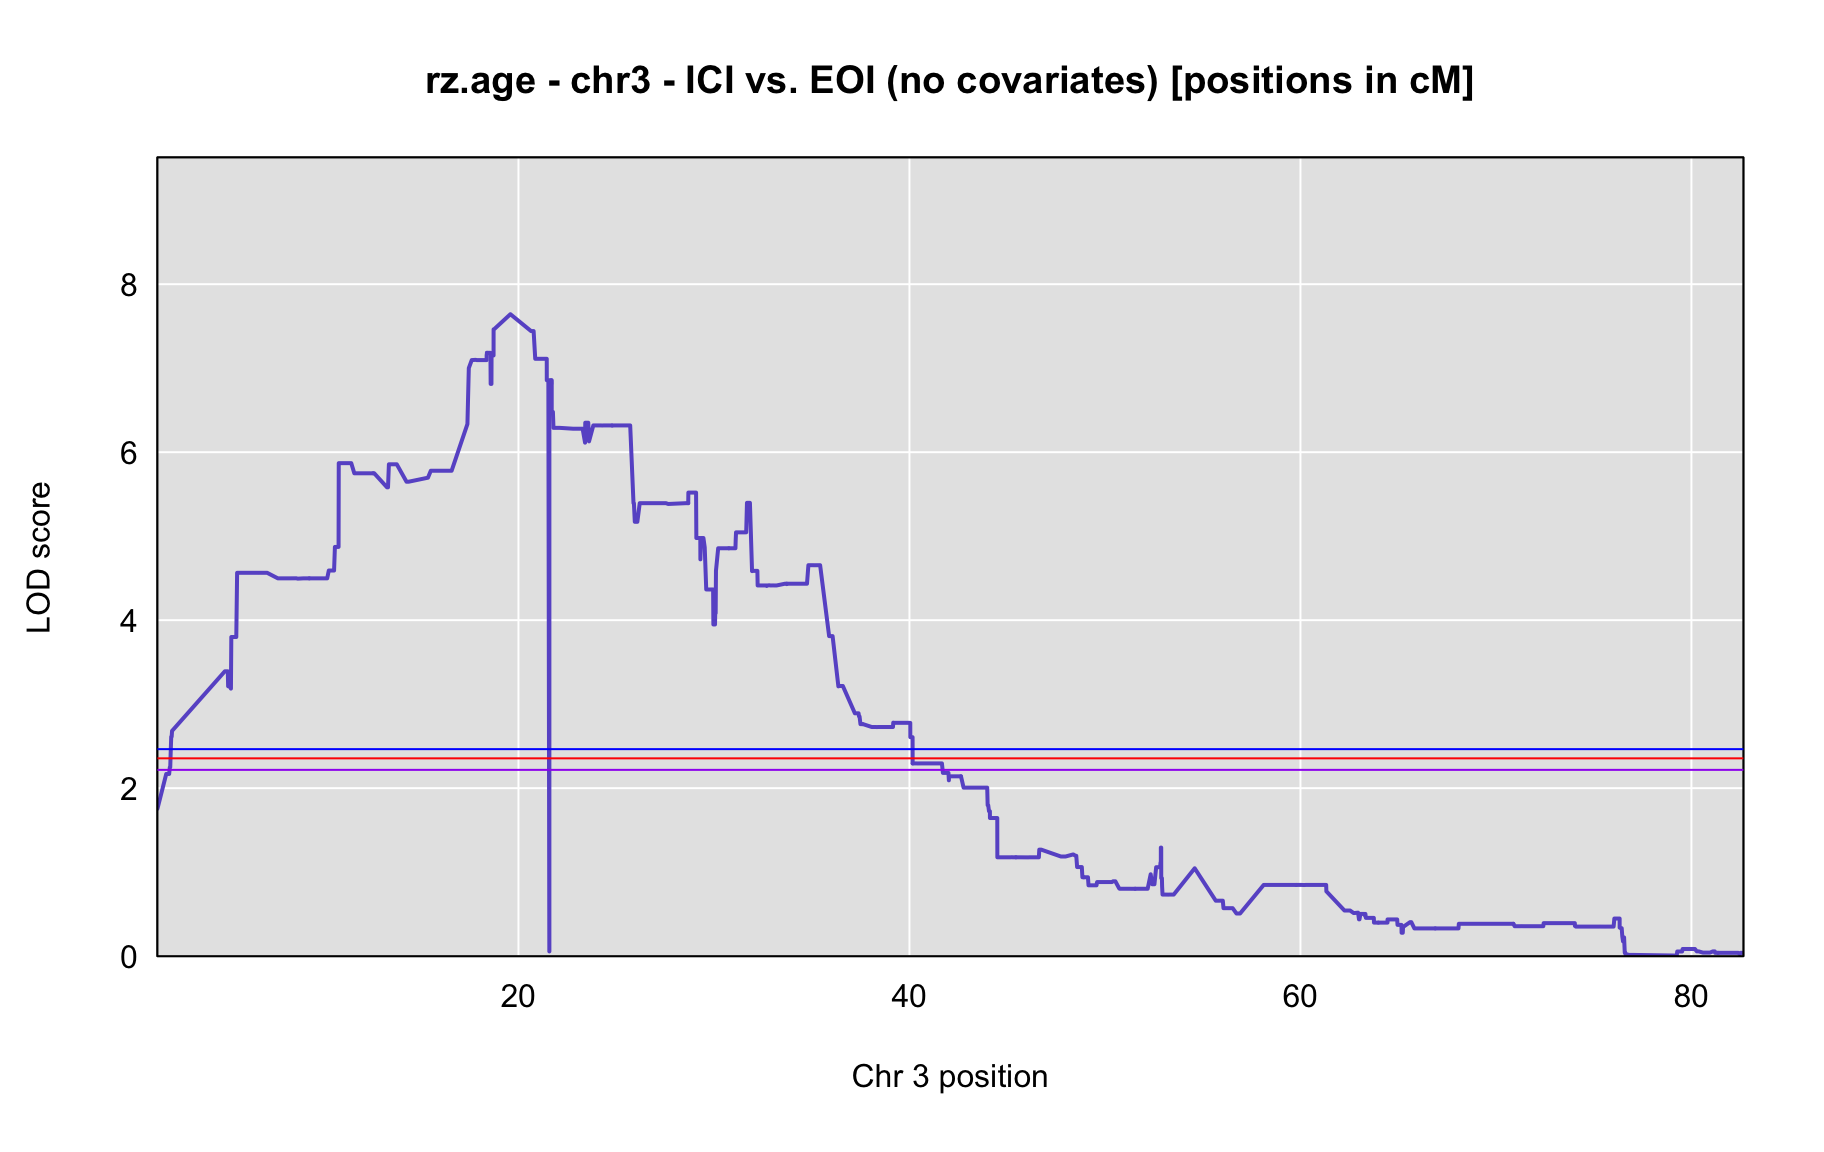 rz.age - chr3 - ICI vs. EOI (no covariates) [positions in cM]
LOD score
8
6
4
2
0
20 40 60 80
Chr 3 position